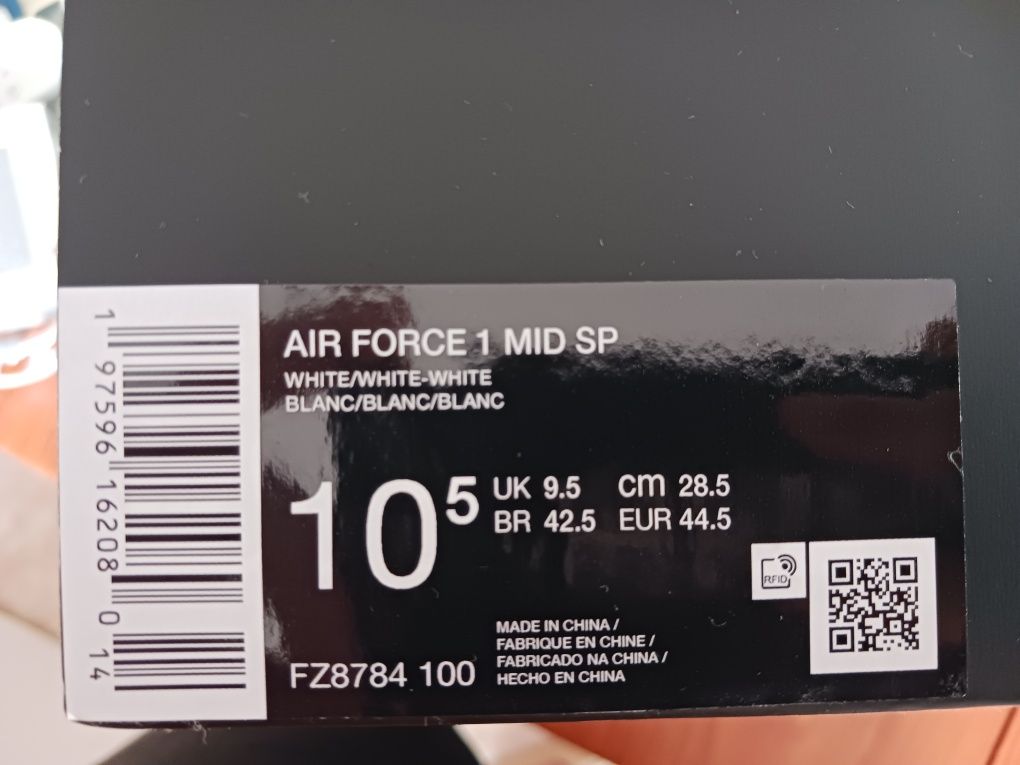 AIR FORCE 1 MID SP
WHITE/WHITE-WHITE
BLANC/BLANC/BLANC
10⁵
UK 9.5 cm 28.5
BR 42.5 EUR 44.5
RFID
MADE IN CHINA /
FABRIQUE EN CHINE /
FABRICADO NA CHINA /
HECHO EN CHINA
FZ8784 100
1 97596 16208 0 14